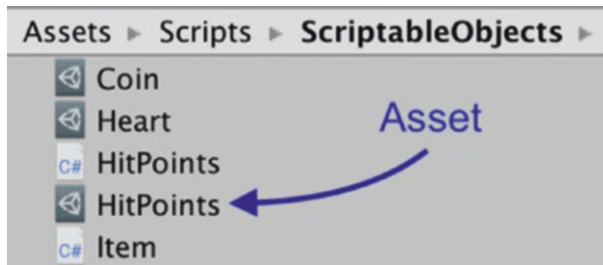 Assets ▸ Scripts ▸ ScriptableObjects ▸
Coin
Heart
Asset
C# HitPoints
HitPoints
C# Item